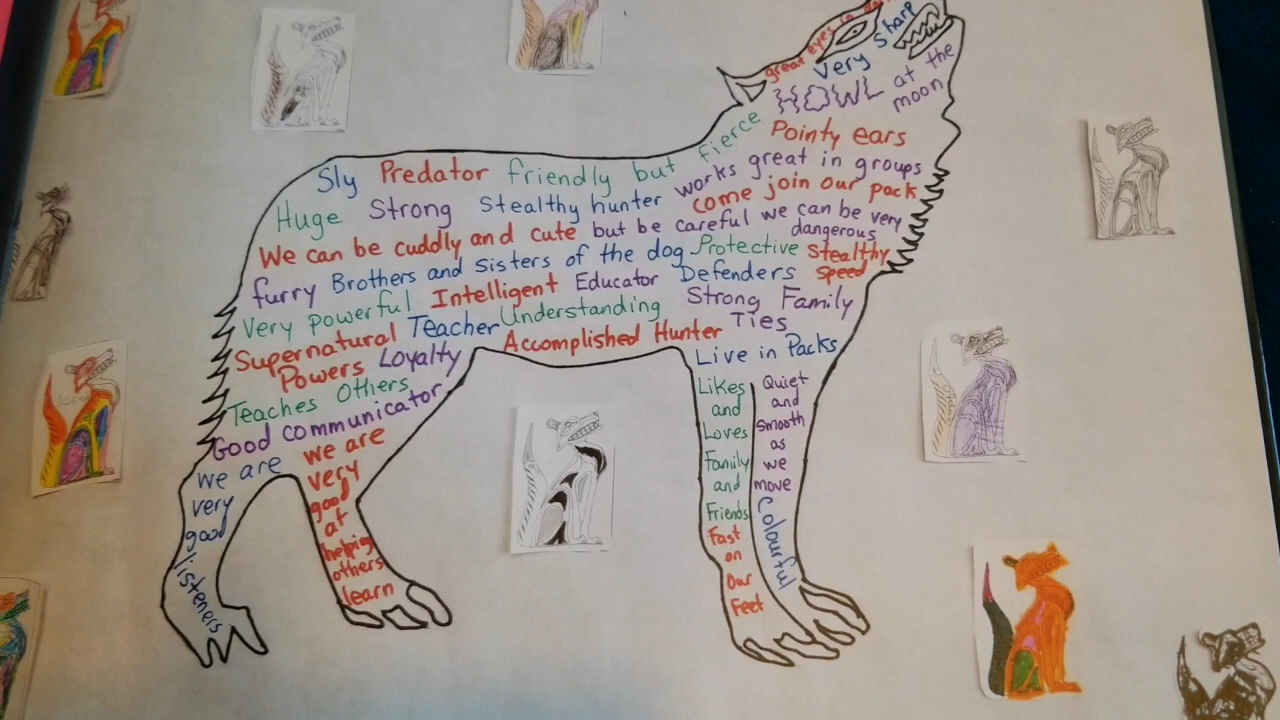 great eyes in
very sharp
HOWL at the
moon
Pointy ears
Sly Predator friendly but fierce
works great in groups
Huge Strong Stealthy hunter come join our pack
We can be cuddly and cute but be careful we can be very
dangerous
furry Brothers and sisters of the dog Protective Stealthy
speed
Very powerful Intelligent Educator Defenders
Supernatural Teacher Understanding Strong Family
Ties
Powers Loyalty Accomplished Hunter
Live in Packs
Teaches Others
Good communicator
we are
very
good
listeners
we are
very
good
at
helping
others
learn
Likes
and
Loves
Family
and
Friends
Fast
on
Our
Feet
Quiet
and
smooth
as
we
move
Colourful